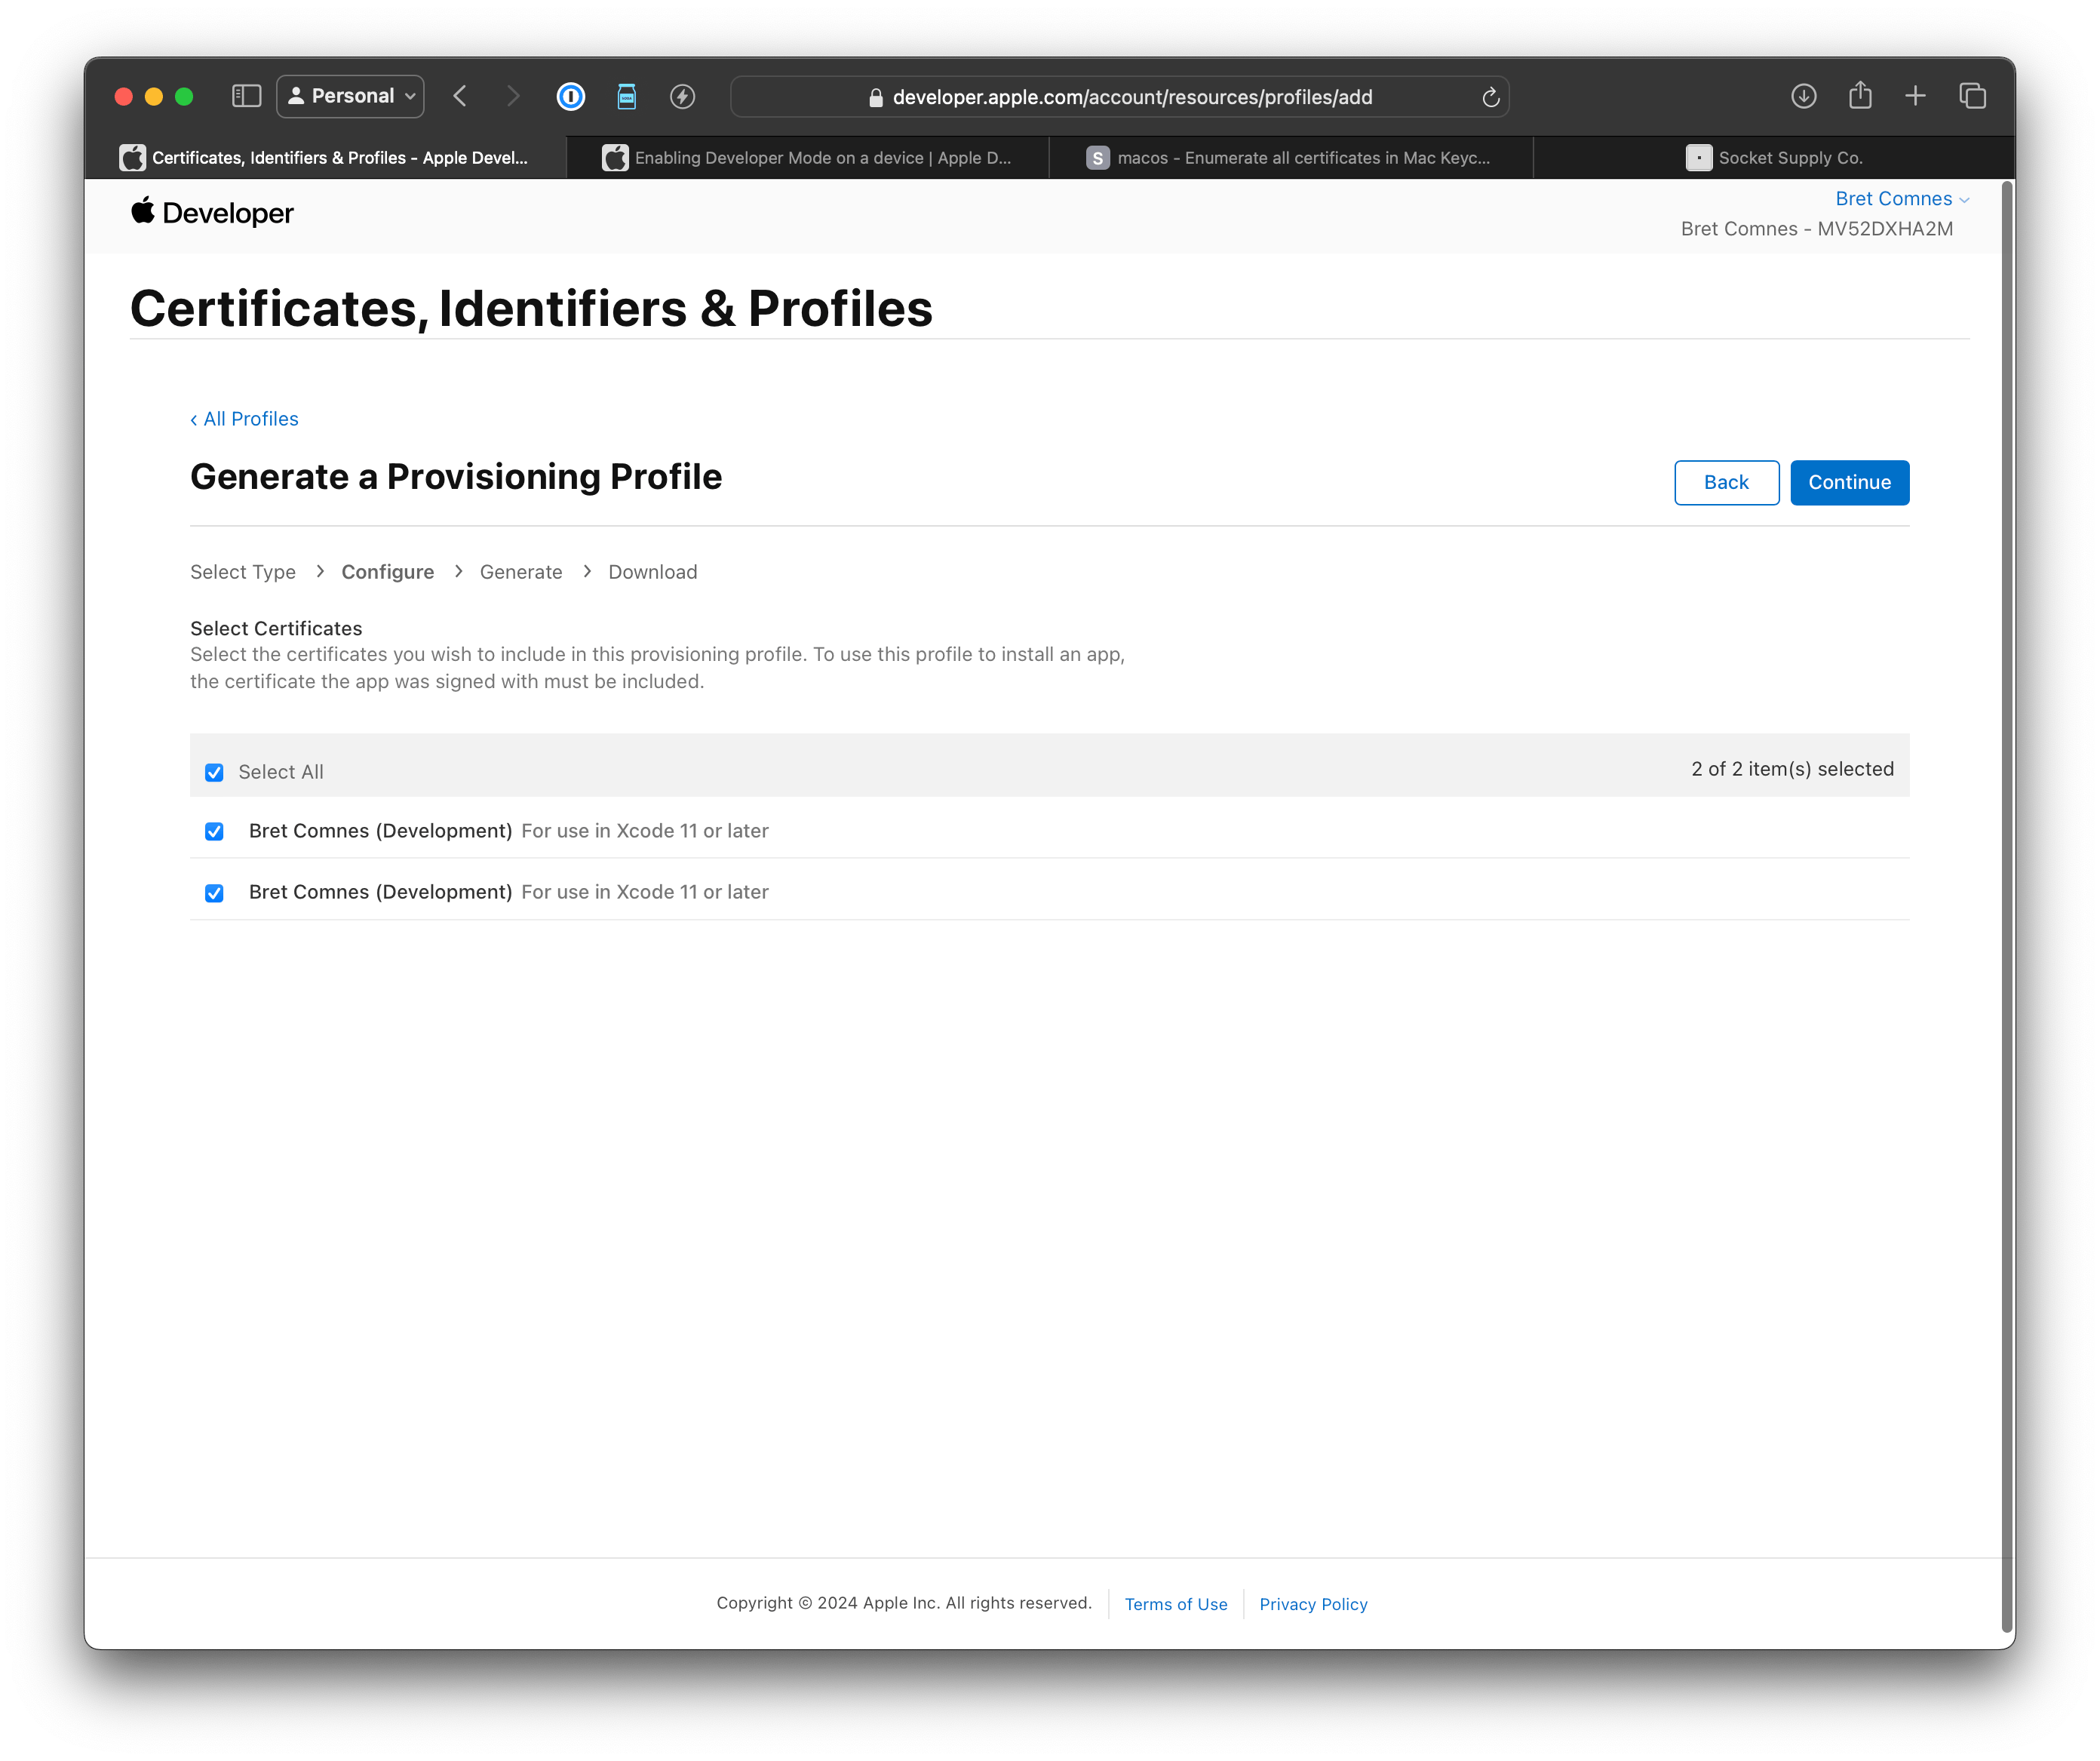 Personal
developer.apple.com/account/resources/profiles/add
Certificates, Identifiers & Profiles - Apple Devel...
Enabling Developer Mode on a device | Apple D...
S
macos - Enumerate all certificates in Mac Keyc...
Socket Supply Co.
Developer
Bret Comnes
Bret Comnes - MV52DXHA2M
Certificates, Identifiers & Profiles
‹ All Profiles
Generate a Provisioning Profile
Back
Continue
Select Type > Configure > Generate > Download
Select Certificates
Select the certificates you wish to include in this provisioning profile. To use this profile to install an app,
the certificate the app was signed with must be included.
Select All
2 of 2 item(s) selected
Bret Comnes (Development) For use in Xcode 11 or later
Bret Comnes (Development) For use in Xcode 11 or later
Copyright © 2024 Apple Inc. All rights reserved.
Terms of Use
Privacy Policy